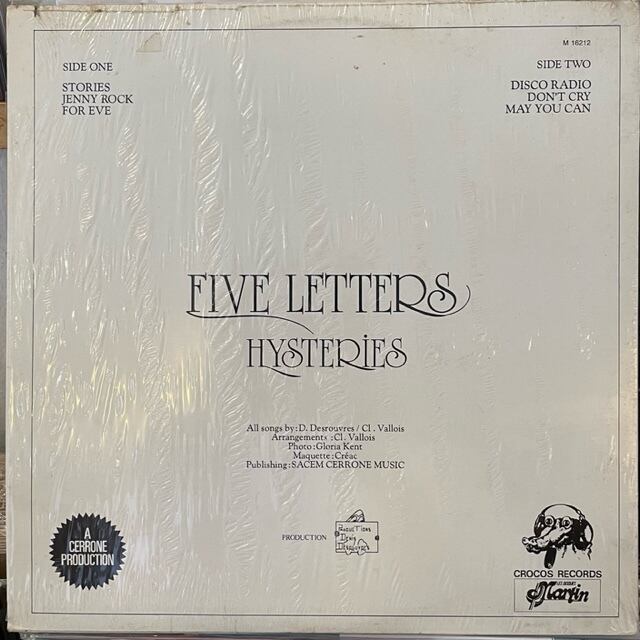 M 16212
SIDE ONE
STORIES
JENNY ROCK
FOR EVE
SIDE TWO
DISCO RADIO
DON'T CRY
MAY YOU CAN
FIVE LETTERS
HYSTERIES
All songs by : D. Desrouvres / Cl . Vallois
Arrangements : Cl . Vallois
Photo : Gloria Kent
Maquette : Créac
Publishing : SACEM CERRONE MUSIC
A
CERRONE
PRODUCTION
PRODUCTION
Denis
Desrouvres
CROCOS RECORDS
Martin